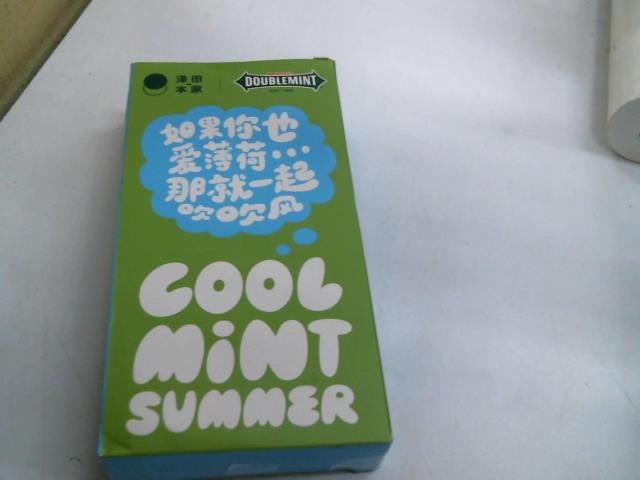 泽田
本家
DOUBLEMINT
如果你也
爱薄荷...
那就一起
吹吹风
COOL
MiNT
SUMMER